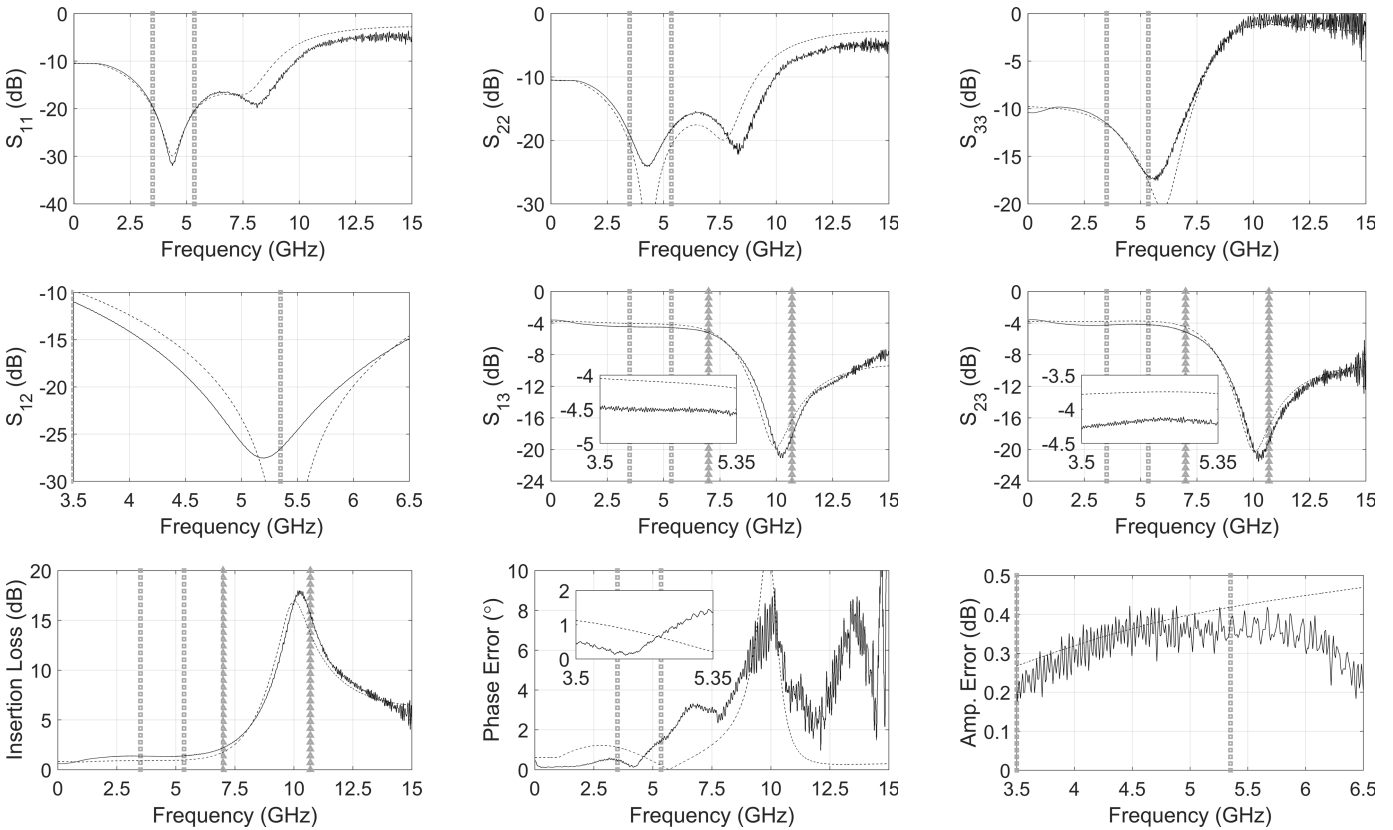 S11 (dB)
0
-10
-20
-30
-40
0 2.5 5 7.5 10 12.5 15
Frequency (GHz)
S22 (dB)
0
-10
-20
-30
0 2.5 5 7.5 10 12.5 15
Frequency (GHz)
S33 (dB)
0
-5
-10
-15
-20
0 2.5 5 7.5 10 12.5 15
Frequency (GHz)
S12 (dB)
-10
-15
-20
-25
-30
3.5 4 4.5 5 5.5 6 6.5
Frequency (GHz)
S13 (dB)
0
-4
-8
-12
-16
-20
-24
-4
-4.5
-5
3.5 5.35
0 2.5 5 7.5 10 12.5 15
Frequency (GHz)
S23 (dB)
0
-4
-8
-12
-16
-20
-24
-3.5
-4
-4.5
3.5 5.35
0 2.5 5 7.5 10 12.5 15
Frequency (GHz)
Insertion Loss (dB)
20
15
10
5
0
0 2.5 5 7.5 10 12.5 15
Frequency (GHz)
Phase Error (°)
10
8
6
4
2
0
2
1
0
3.5 5.35
0 2.5 5 7.5 10 12.5 15
Frequency (GHz)
Amp. Error (dB)
0.5
0.4
0.3
0.2
0.1
0
3.5 4 4.5 5 5.5 6 6.5
Frequency (GHz)